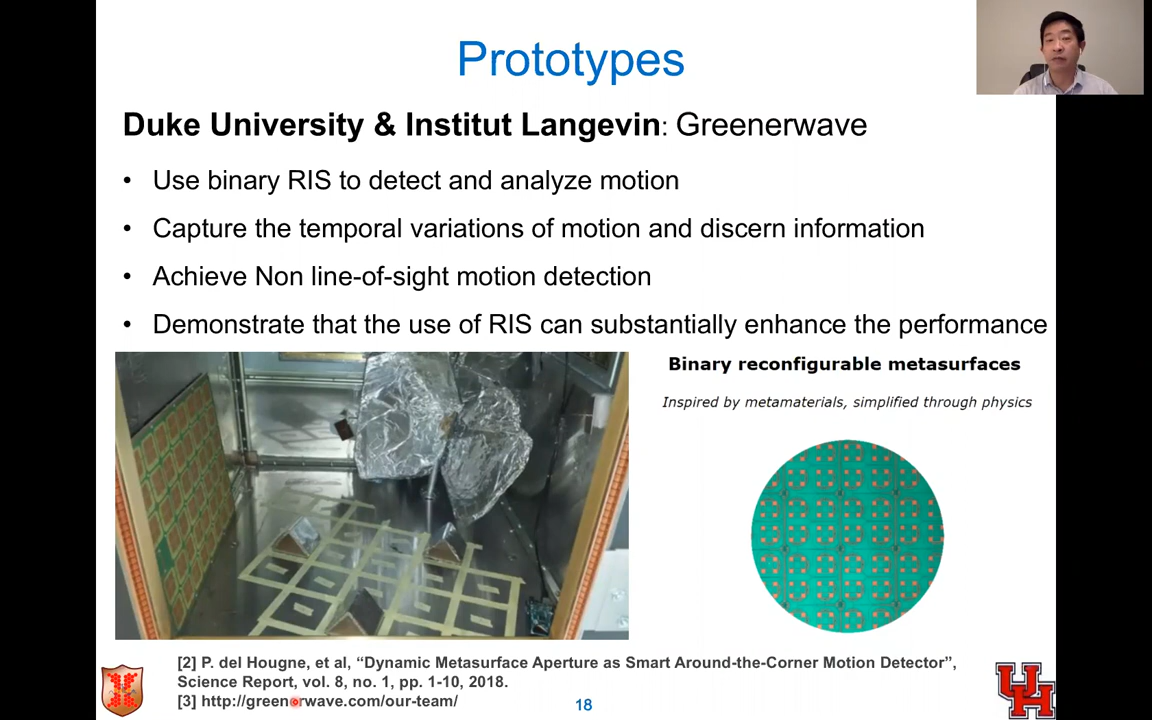 Prototypes
Duke University & Institut Langevin: Greenerwave
• Use binary RIS to detect and analyze motion
• Capture the temporal variations of motion and discern information
• Achieve Non line-of-sight motion detection
• Demonstrate that the use of RIS can substantially enhance the performance
Binary reconfigurable metasurfaces
Inspired by metamaterials, simplified through physics
[2] P. del Hougne, et al, “Dynamic Metasurface Aperture as Smart Around-the-Corner Motion Detector”,
Science Report, vol. 8, no. 1, pp. 1-10, 2018.
[3] http://greenerwave.com/our-team/
18
UH